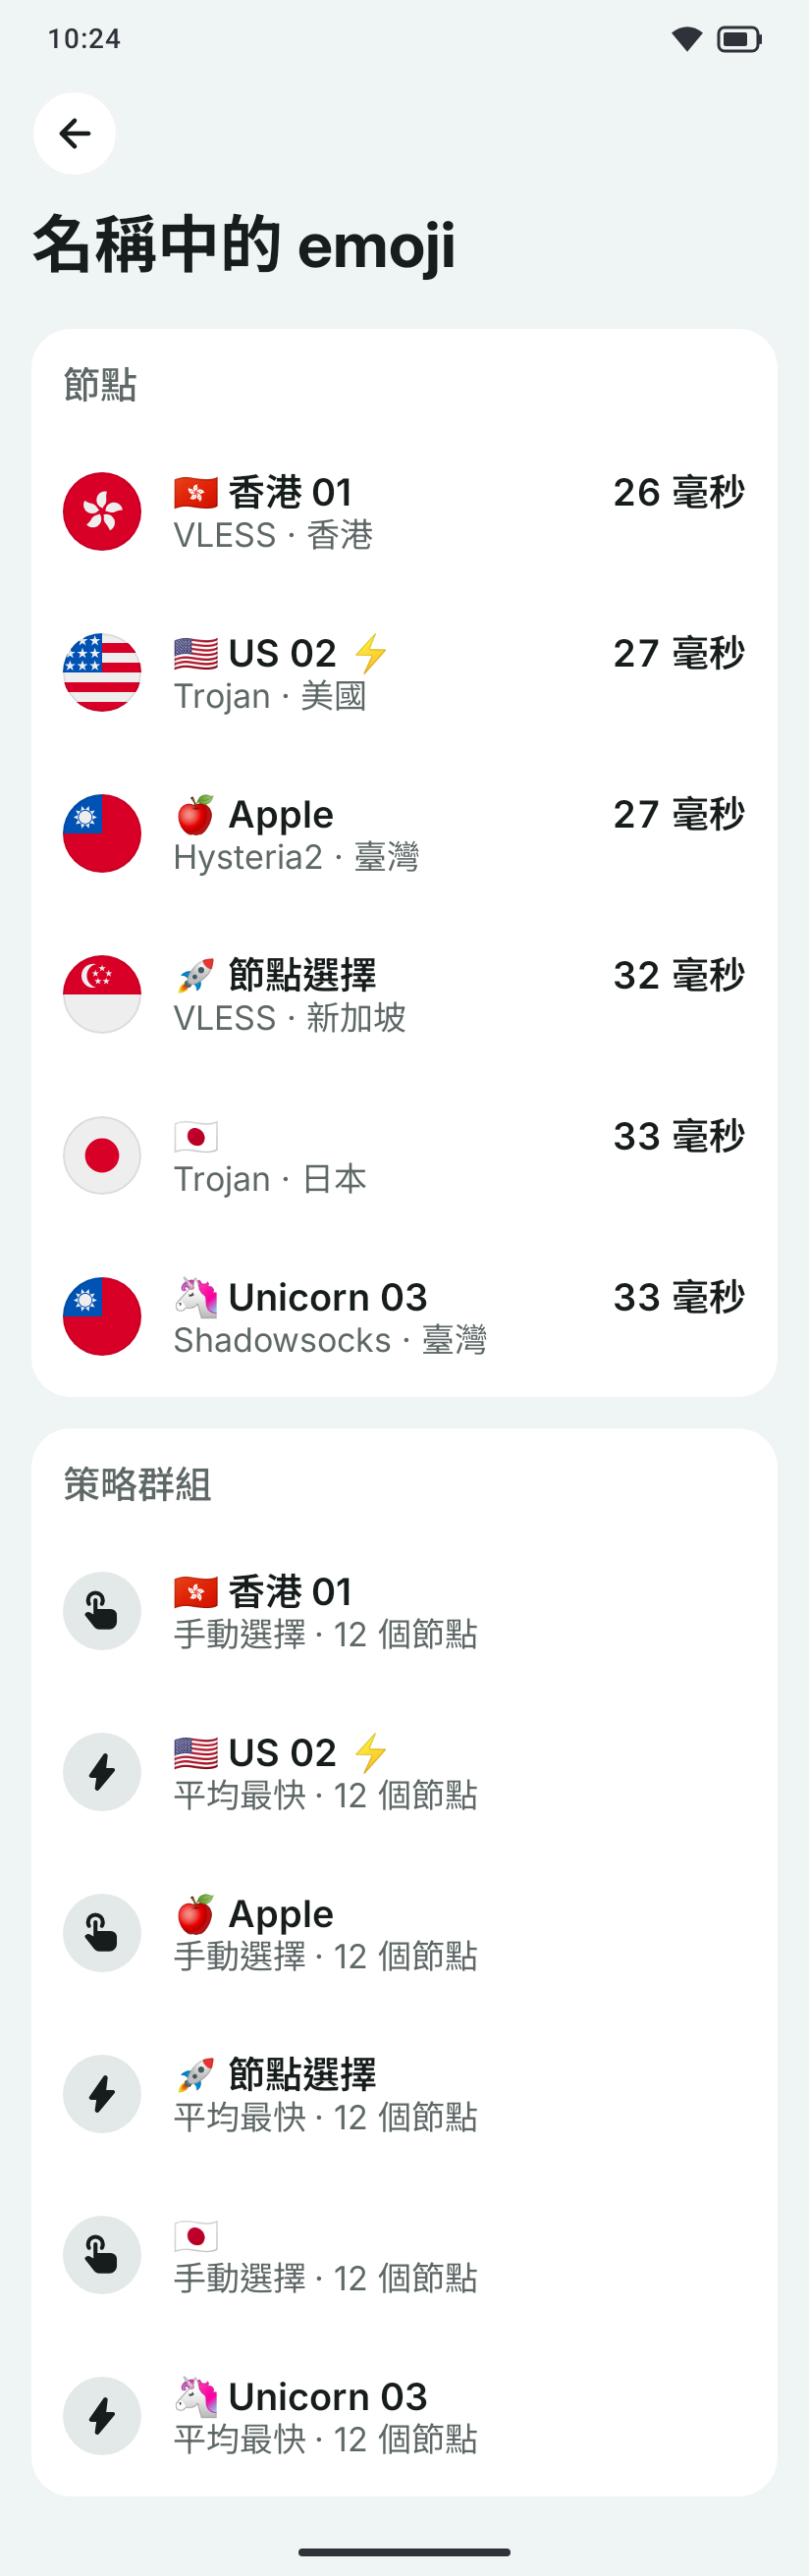 10:24
名稱中的 emoji
節點
🇭🇰 香港 01
26 毫秒
VLESS · 香港
🇺🇸 US 02 ⚡
27 毫秒
Trojan · 美國
🍎 Apple
27 毫秒
Hysteria2 · 臺灣
🚀 節點選擇
32 毫秒
VLESS · 新加坡
🇯🇵
33 毫秒
Trojan · 日本
🦄 Unicorn 03
33 毫秒
Shadowsocks · 臺灣
策略群組
🇭🇰 香港 01
手動選擇 · 12 個節點
🇺🇸 US 02 ⚡
平均最快 · 12 個節點
🍎 Apple
手動選擇 · 12 個節點
🚀 節點選擇
平均最快 · 12 個節點
🇯🇵
手動選擇 · 12 個節點
🦄 Unicorn 03
平均最快 · 12 個節點